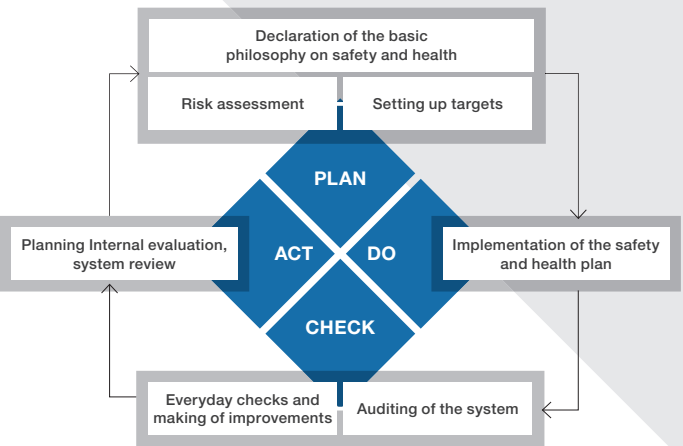 Declaration of the basic
philosophy on safety and health
Risk assessment
Setting up targets
PLAN
Planning Internal evaluation,
system review
ACT
DO
Implementation of the safety
and health plan
CHECK
Everyday checks and
making of improvements
Auditing of the system